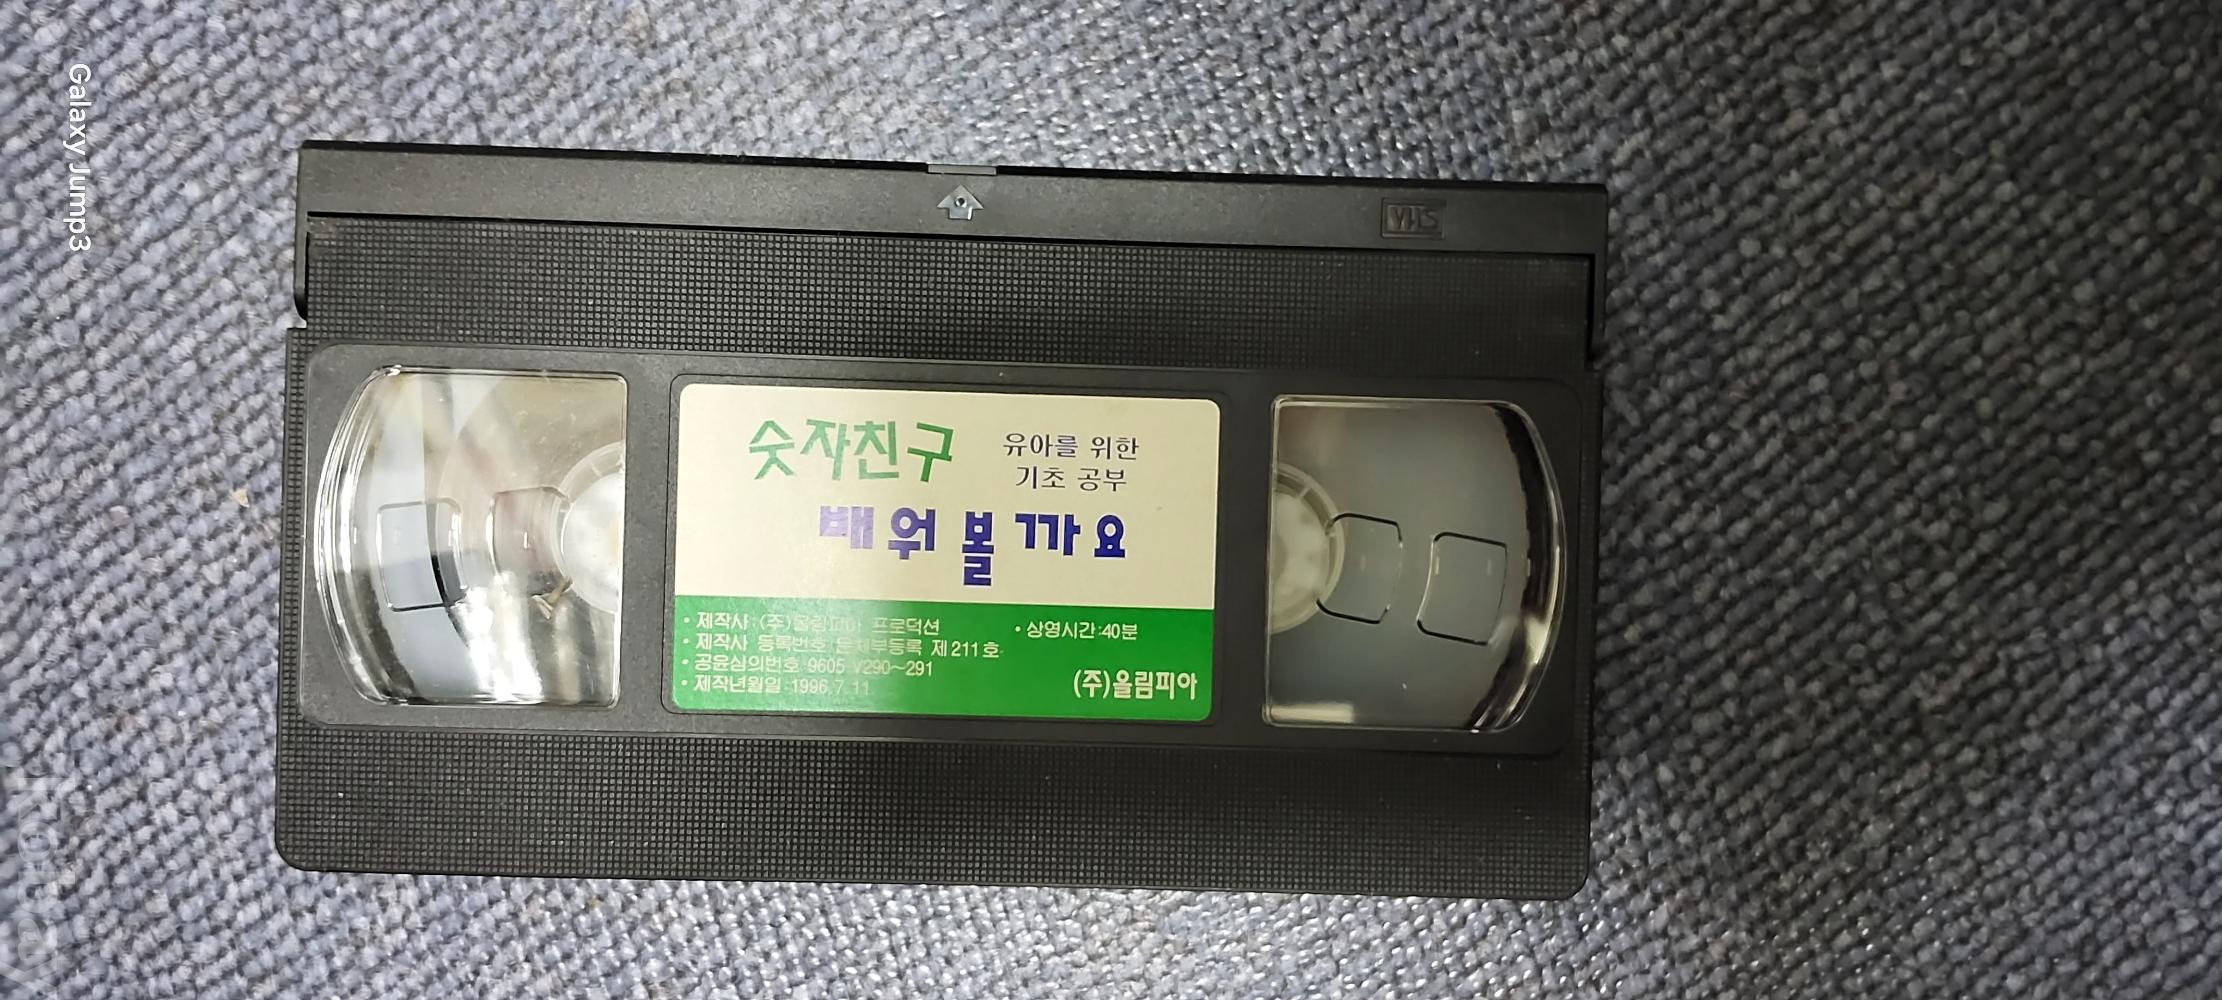 Galaxy Jump3
VHS
숫자친구
유아를 위한
기초 공부
배워볼까요
• 제작사:(주)올림피아 프로덕션
• 상영시간:40분
• 제작사 등록번호:문체부등록 제211호
• 공윤심의번호:9605-V290~291
• 제작년월일:1996.7.11
(주)올림피아